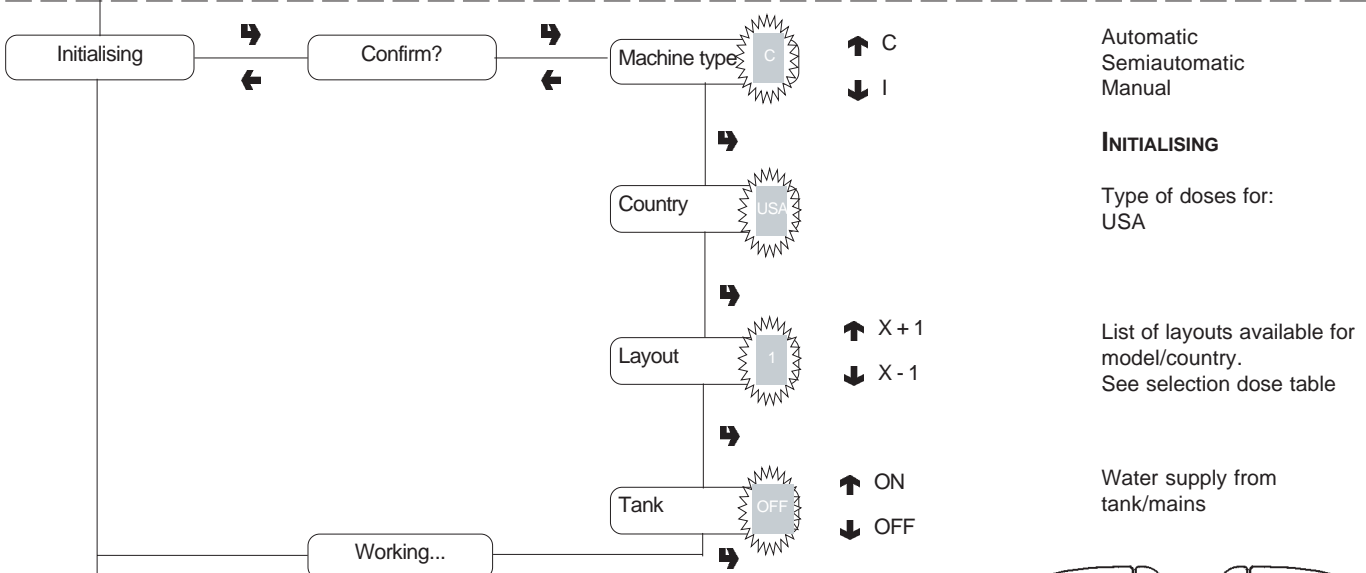 Initialising
Confirm?
Machine type
C
C
I
Automatic
Semiautomatic
Manual
INITIALISING
Country
USA
Type of doses for:
USA
Layout
1
X + 1
X - 1
List of layouts available for
model/country.
See selection dose table
Tank
OFF
ON
OFF
Water supply from
tank/mains
Working...